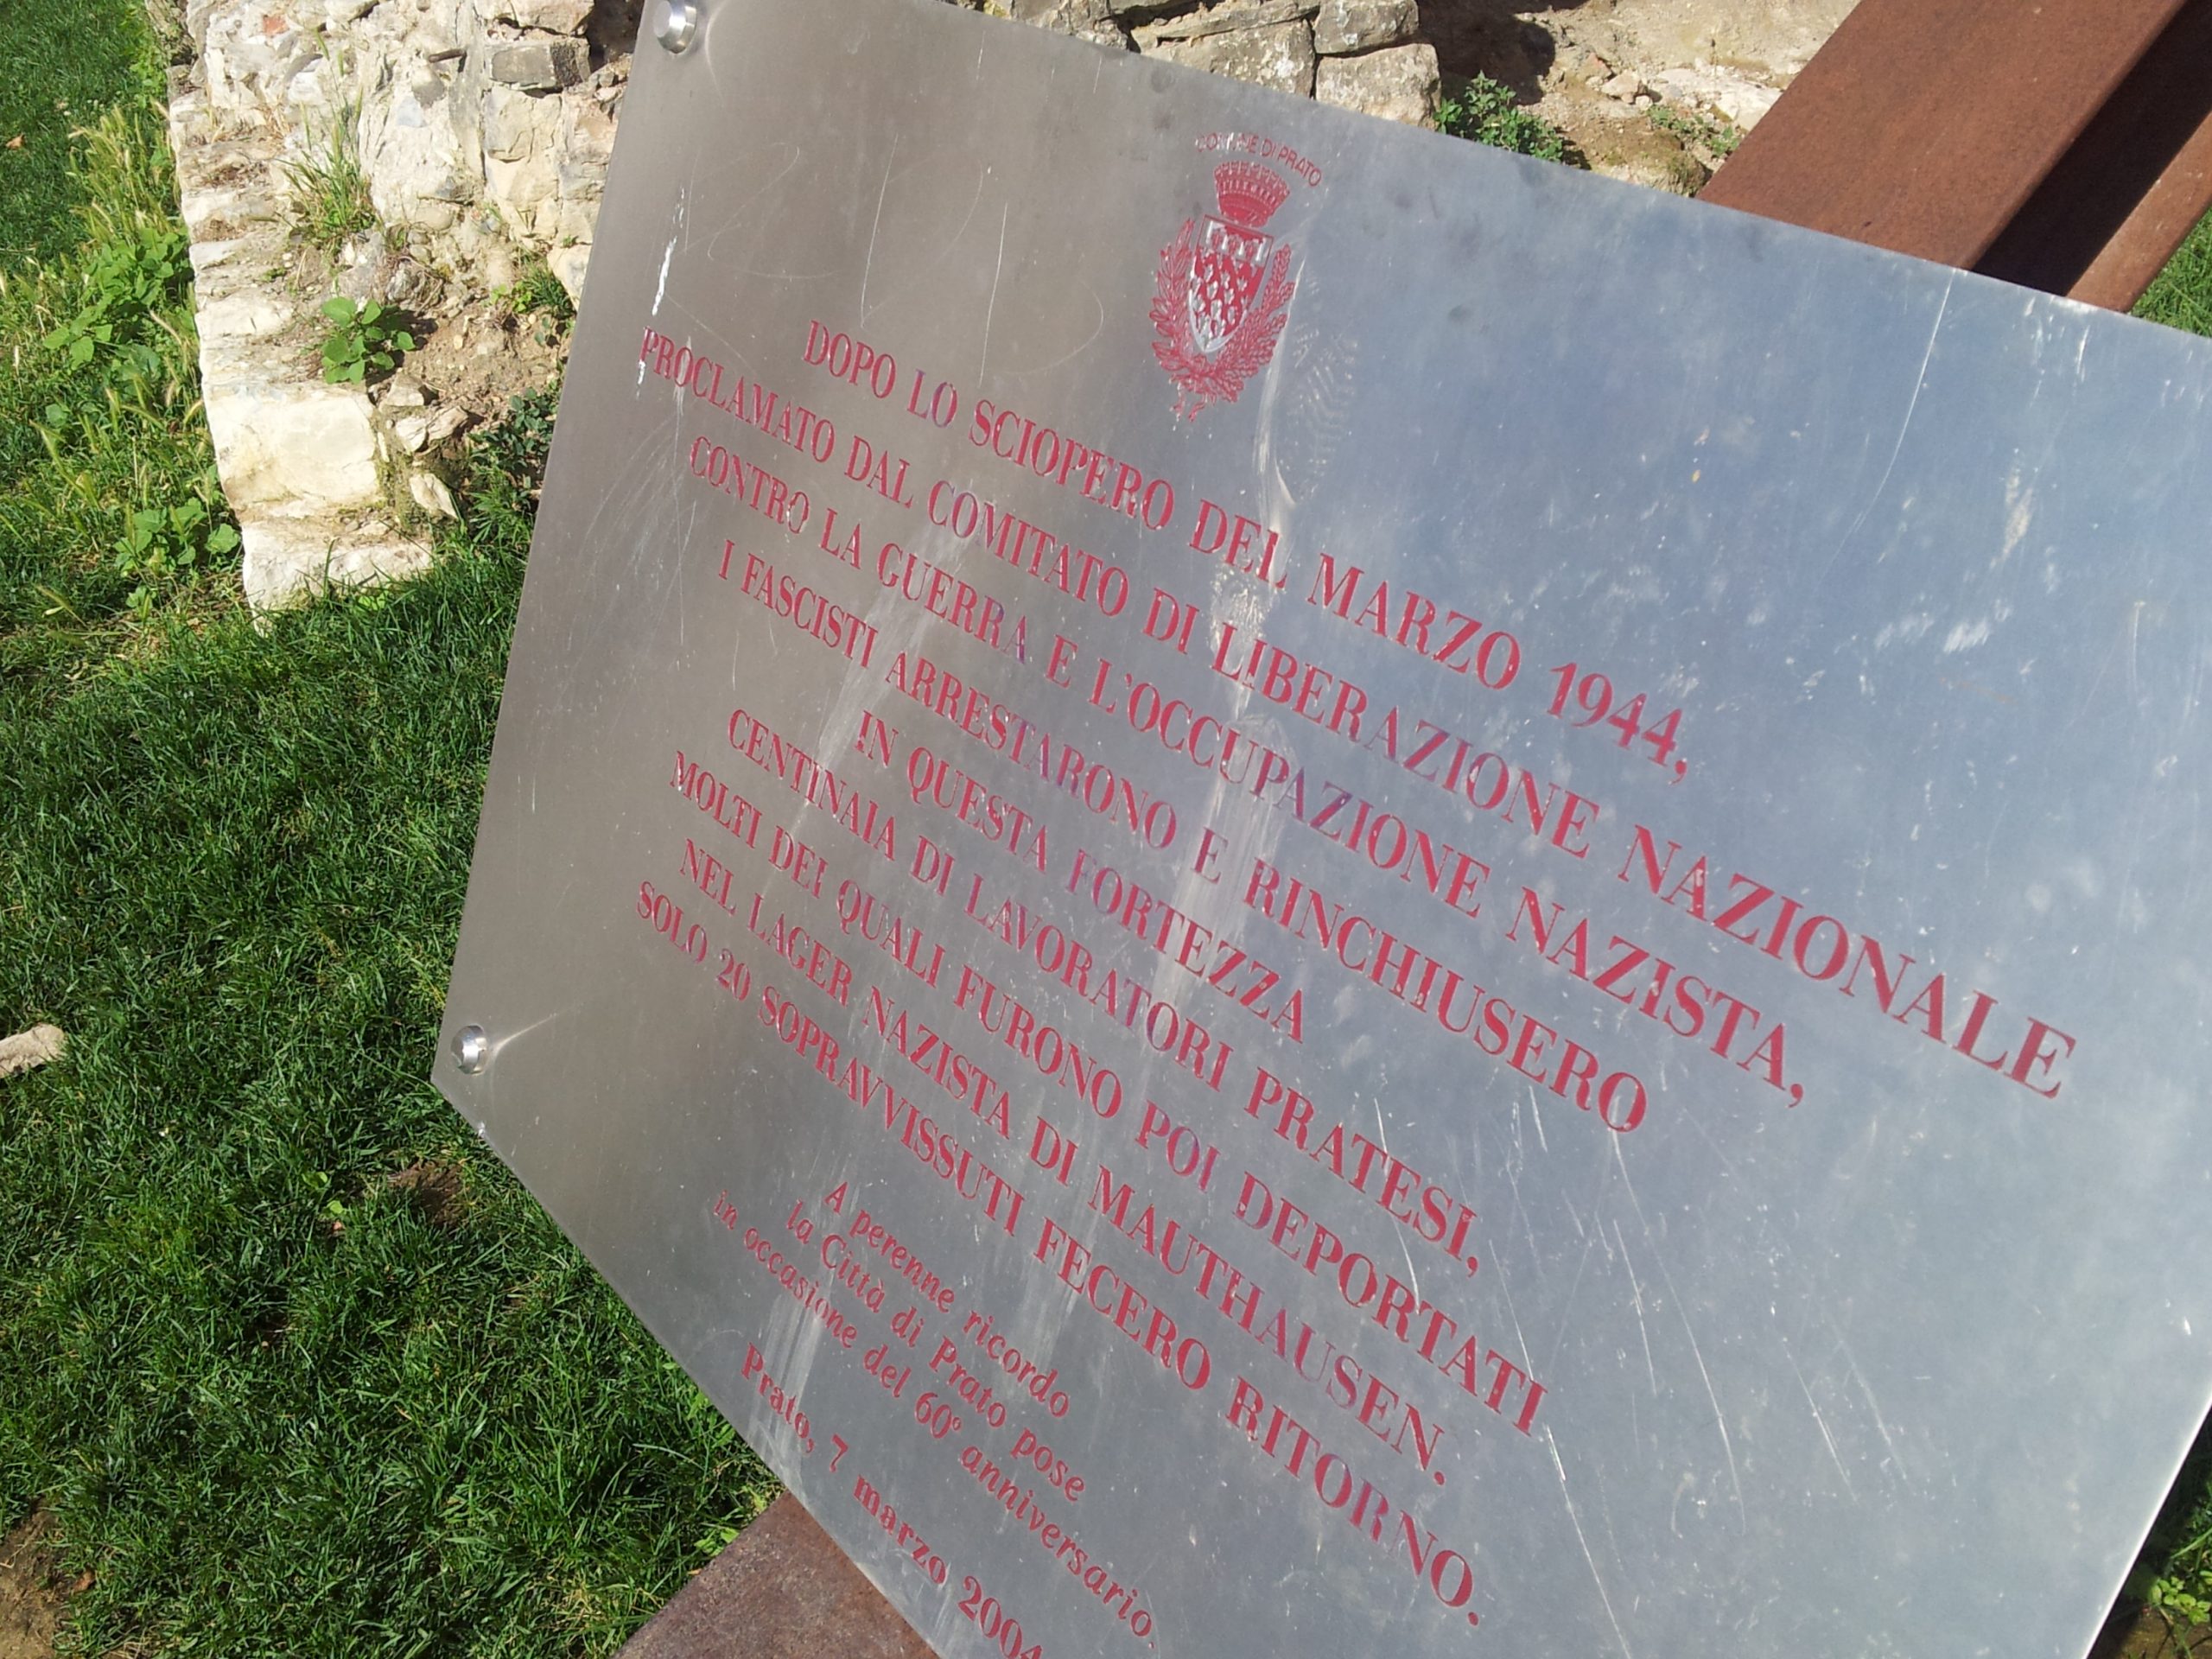 COMUNE DI PRATO
DOPO LO SCIOPERO DEL MARZO 1944,
PROCLAMATO DAL COMITATO DI LIBERAZIONE NAZIONALE
CONTRO LA GUERRA E L'OCCUPAZIONE NAZISTA,
I FASCISTI ARRESTARONO E RINCHIUSERO
IN QUESTA FORTEZZA
CENTINAIA DI LAVORATORI PRATESI,
MOLTI DEI QUALI FURONO POI DEPORTATI
NEL LAGER NAZISTA DI MAUTHAUSEN.
SOLO 20 SOPRAVVISSUTI FECERO RITORNO.
A perenne ricordo
la Città di Prato pose
in occasione del 60° anniversario.
Prato, 7 marzo 2004